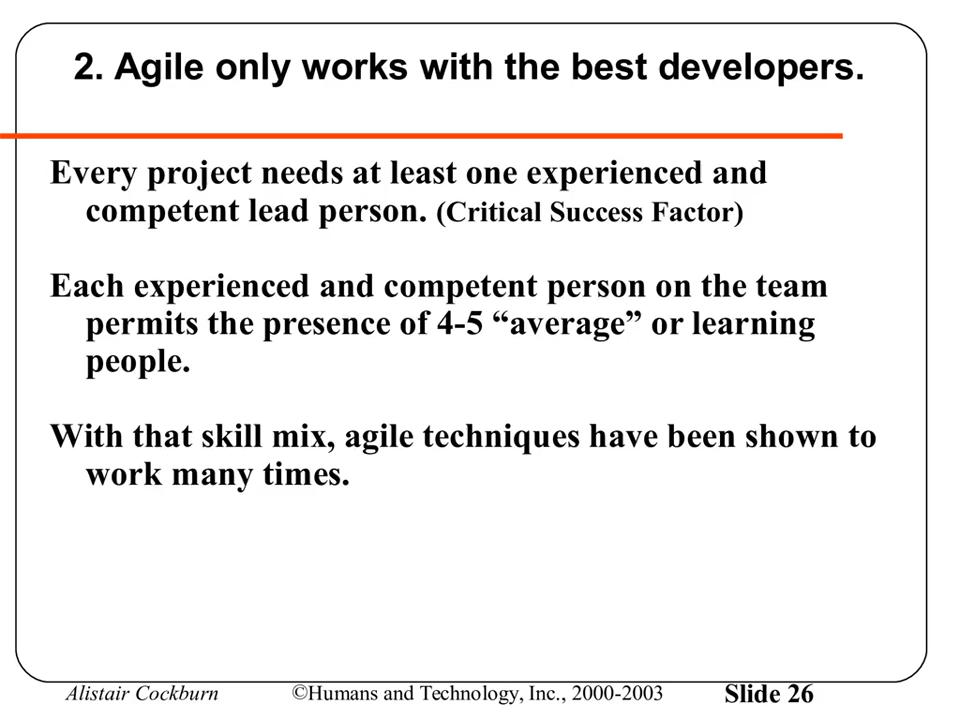 2. Agile only works with the best developers.
Every project needs at least one experienced and
competent lead person. (Critical Success Factor)
Each experienced and competent person on the team
permits the presence of 4-5 “average” or learning
people.
With that skill mix, agile techniques have been shown to
work many times.
Alistair Cockburn ©Humans and Technology, Inc., 2000-2003 Slide 26